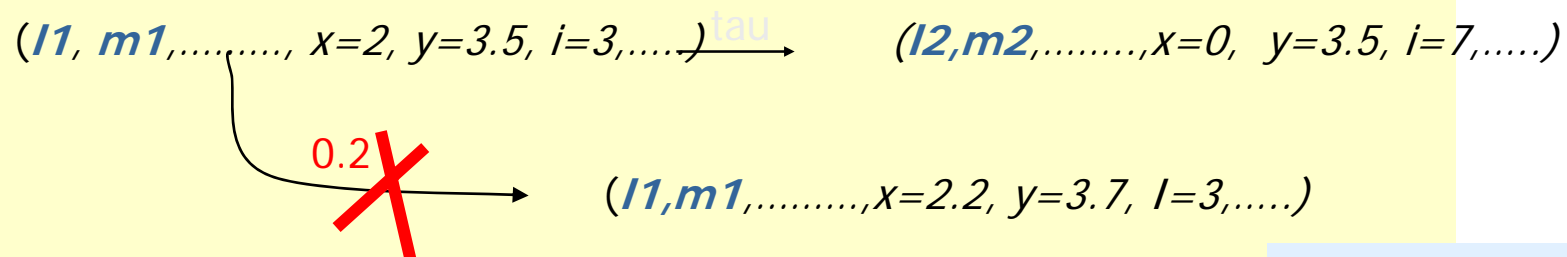 (l1, m1,........., x=2, y=3.5, i=3,.....) tau (l2,m2,........,x=0, y=3.5, i=7,.....)
0.2
(l1,m1,.........,x=2.2, y=3.7, I=3,.....)